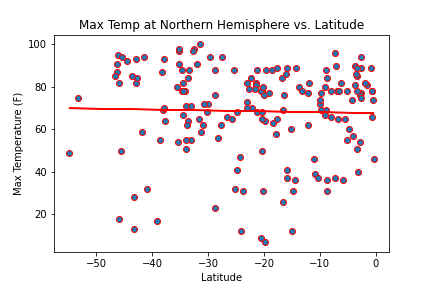 Max Temp at Northern Hemisphere vs. Latitude
100
80
60
40
20
Max Temperature (F)
−50 −40 −30 −20 −10 0
Latitude